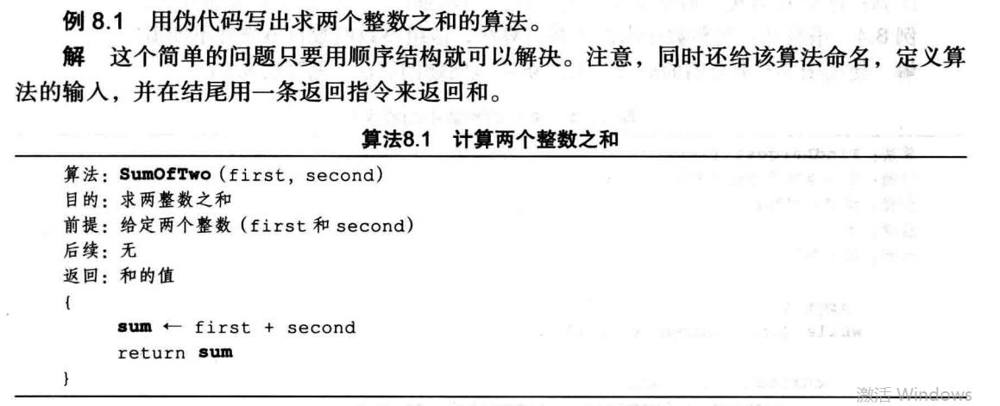 例 8.1 用伪代码写出求两个整数之和的算法。
解 这个简单的问题只要用顺序结构就可以解决。注意，同时还给该算法命名，定义算
法的输入，并在结尾用一条返回指令来返回和。
算法8.1 计算两个整数之和
算法：SumOfTwo (first, second)
目的：求两整数之和
前提：给定两个整数 (first 和 second)
后续：无
返回：和的值
{
sum ← first + second
return sum
}
激活 Windows